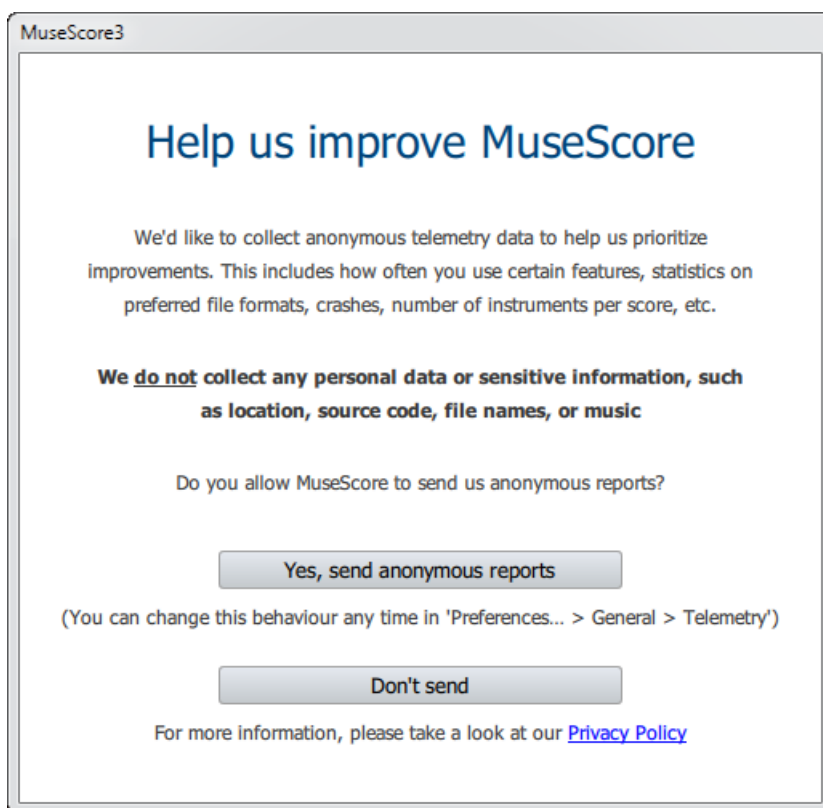 MuseScore3
Help us improve MuseScore
We'd like to collect anonymous telemetry data to help us prioritize
improvements. This includes how often you use certain features, statistics on
preferred file formats, crashes, number of instruments per score, etc.
We do not collect any personal data or sensitive information, such
as location, source code, file names, or music
Do you allow MuseScore to send us anonymous reports?
Yes, send anonymous reports
(You can change this behaviour any time in 'Preferences... > General > Telemetry')
Don't send
For more information, please take a look at our Privacy Policy